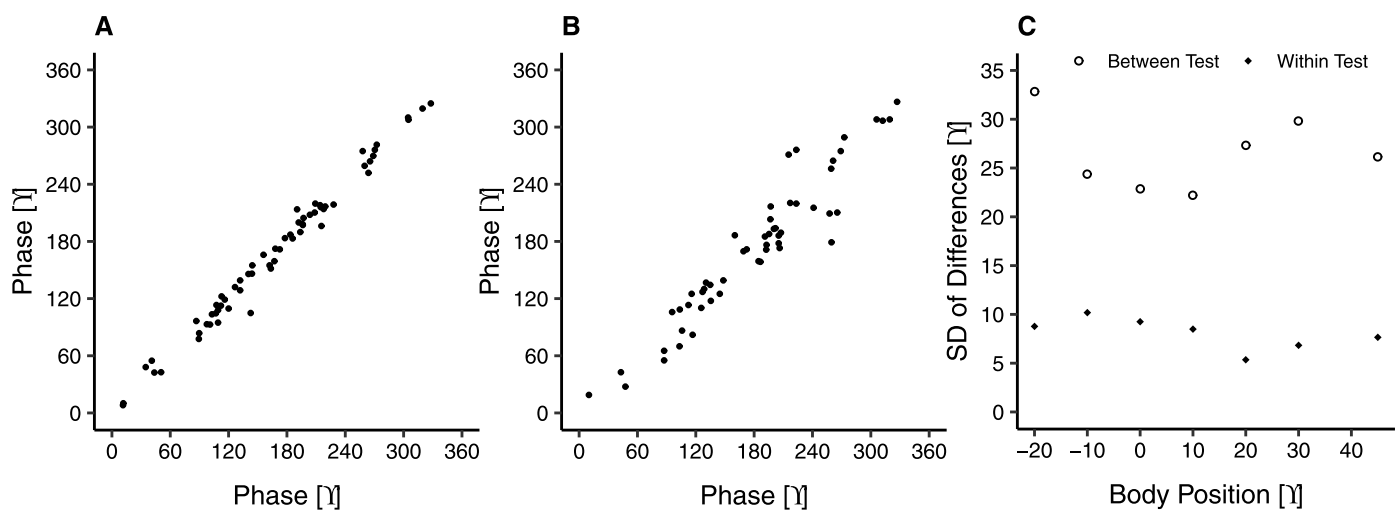 A
360
300
240
180
120
60
0
Phase [ϒ]
0 60 120 180 240 300 360
Phase [ϒ]
B
360
300
240
180
120
60
0
Phase [ϒ]
0 60 120 180 240 300 360
Phase [ϒ]
C
Between Test Within Test
35
30
25
20
15
10
5
0
SD of Differences [ϒ]
−20 −10 0 10 20 30 40
Body Position [ϒ]